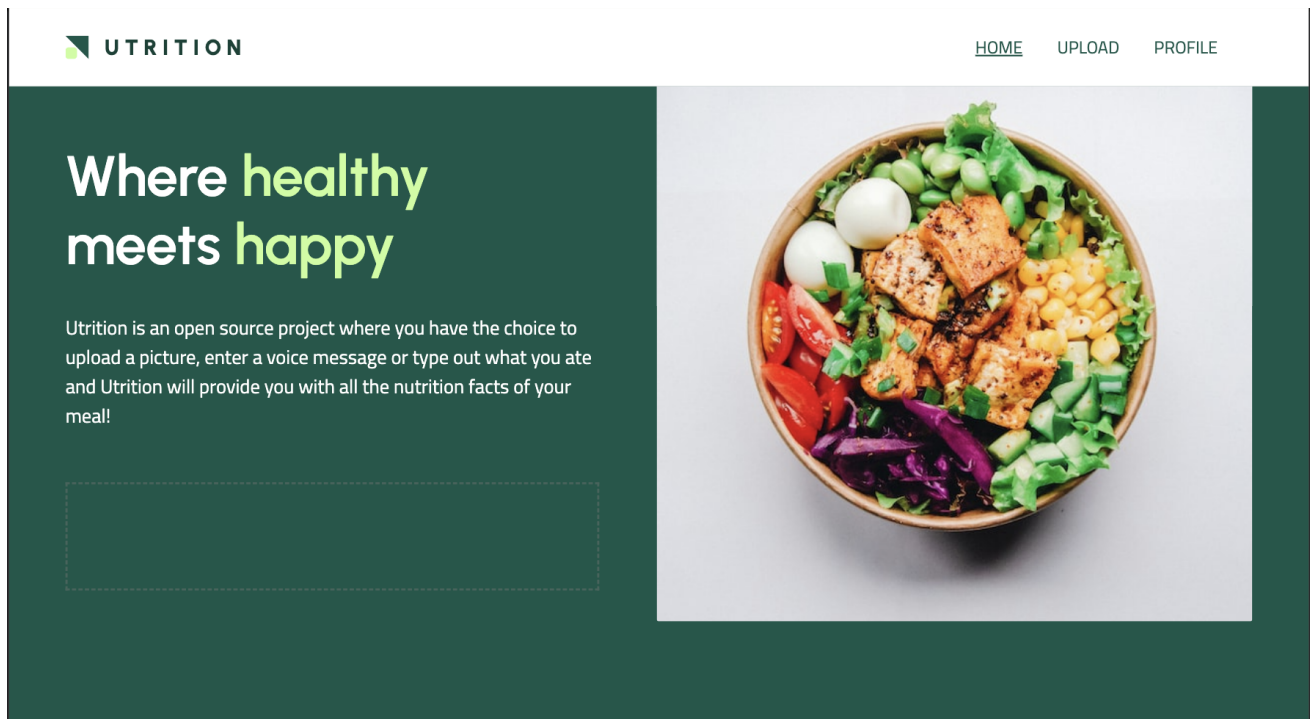 UTRITION
HOME UPLOAD PROFILE
Where healthy
meets happy
Utrition is an open source project where you have the choice to
upload a picture, enter a voice message or type out what you ate
and Utrition will provide you with all the nutrition facts of your
meal!